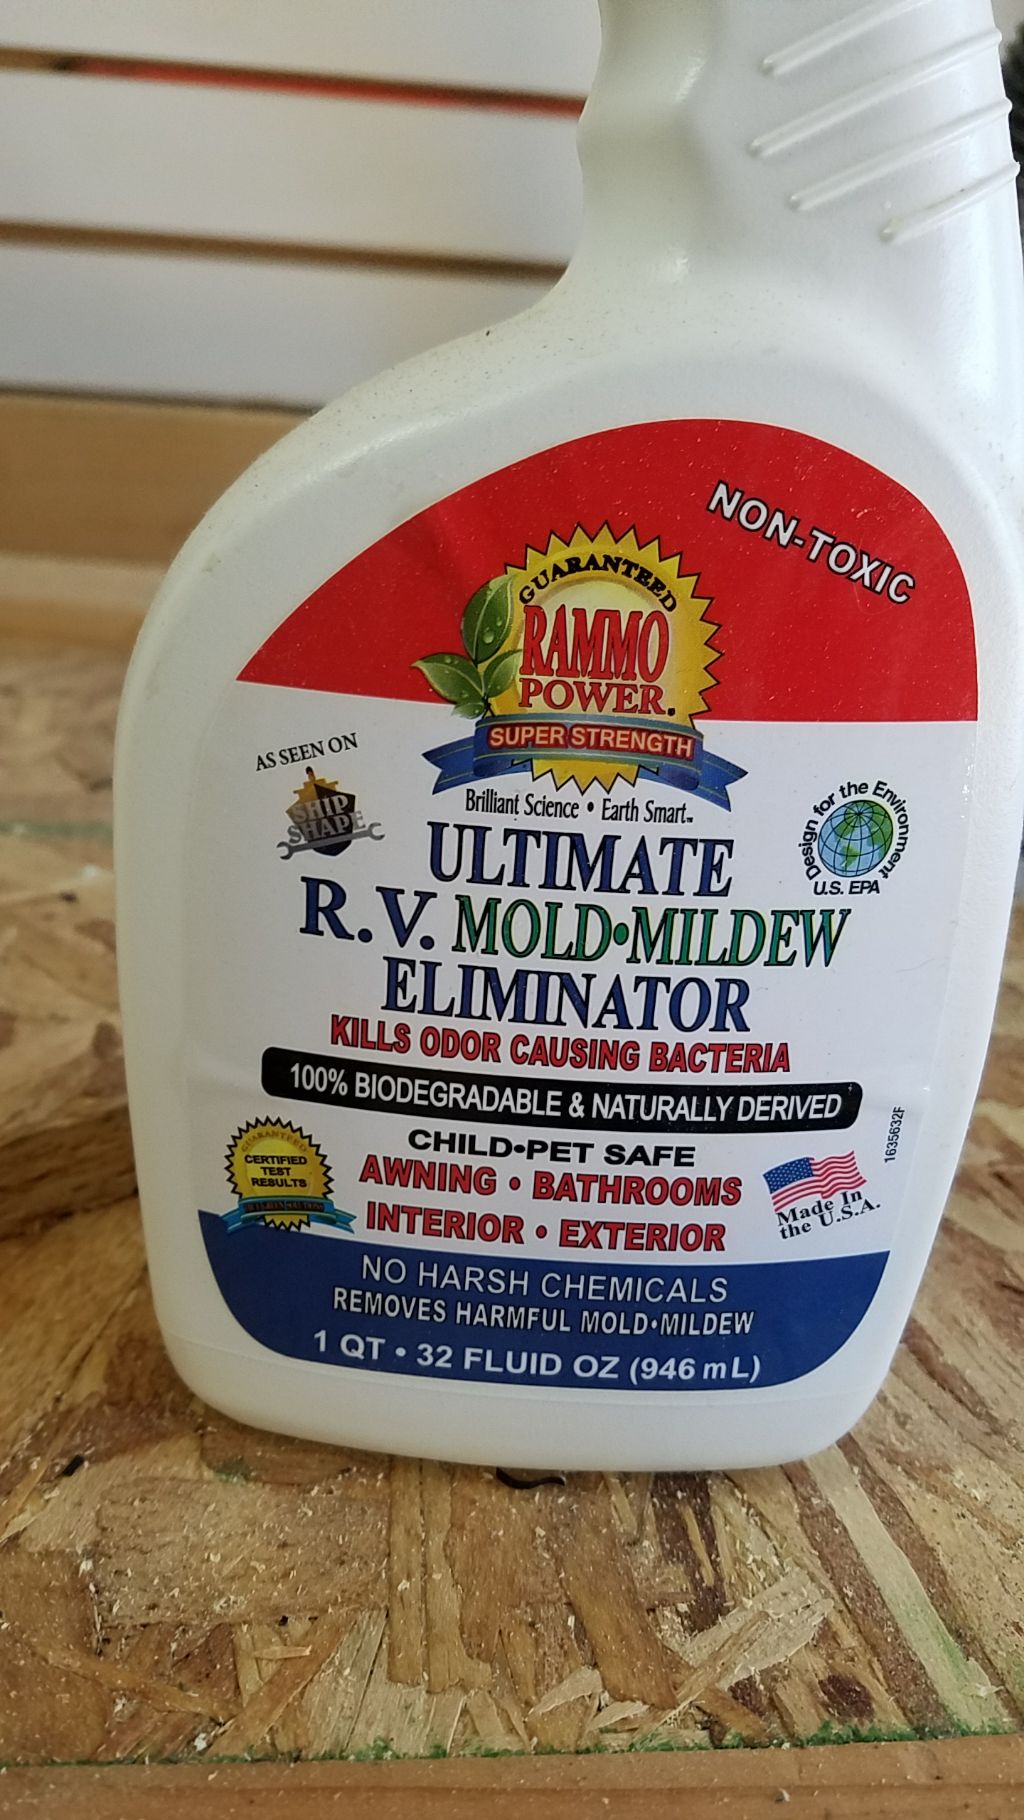 NON-TOXIC
GUARANTEED
RAMMO
POWER.
SUPER STRENGTH
AS SEEN ON
SHIP
SHAPE
Brilliant Science • Earth Smart™
Design for the Environment
U.S. EPA
ULTIMATE
R.V. MOLD•MILDEW
ELIMINATOR
KILLS ODOR CAUSING BACTERIA
100% BIODEGRADABLE & NATURALLY DERIVED
1635632F
GUARANTEED
CERTIFIED
TEST
RESULTS
CHILD•PET SAFE
AWNING • BATHROOMS
INTERIOR • EXTERIOR
Made In
the U.S.A.
NO HARSH CHEMICALS
REMOVES HARMFUL MOLD•MILDEW
1 QT • 32 FLUID OZ (946 mL)